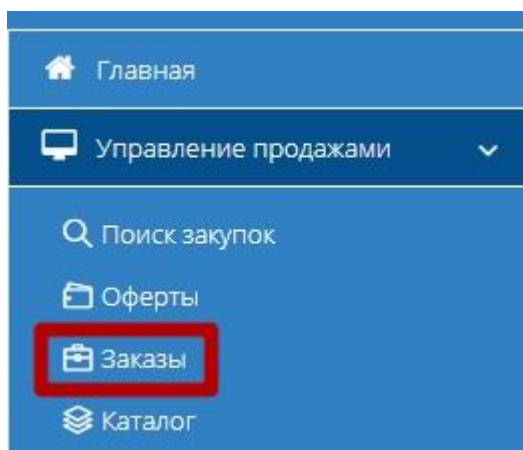 Главная
Управление продажами
Поиск закупок
Оферты
Заказы
Каталог